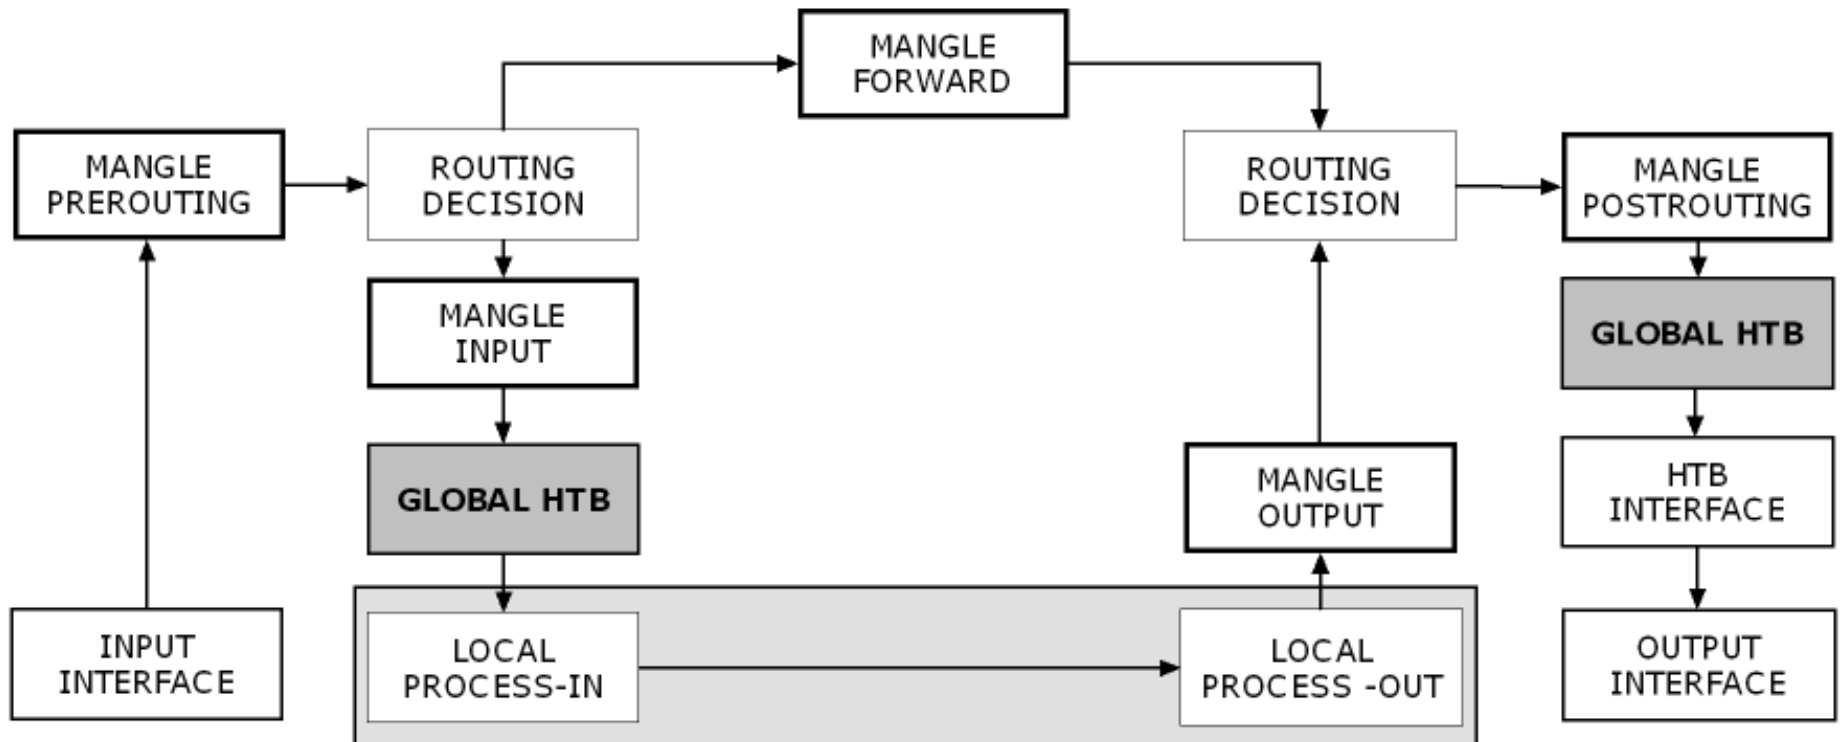 MANGLE
FORWARD
MANGLE
PREROUTING
ROUTING
DECISION
ROUTING
DECISION
MANGLE
POSTROUTING
MANGLE
INPUT
GLOBAL HTB
GLOBAL HTB
MANGLE
OUTPUT
HTB
INTERFACE
INPUT
INTERFACE
LOCAL
PROCESS-IN
LOCAL
PROCESS -OUT
OUTPUT
INTERFACE